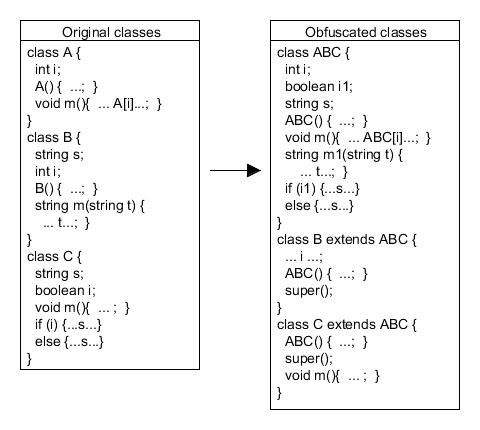 Original classes
class A {
int i;
A() { ...; }
void m(){ ... A[i]...; }
}
class B {
string s;
int i;
B() { ...; }
string m(string t) {
... t...; }
}
class C {
string s;
boolean i;
void m(){ ... ; }
if (i) {...s...}
else {...s...}
}
Obfuscated classes
class ABC {
int i;
boolean i1;
string s;
ABC() { ...; }
void m(){ ... ABC[i]...; }
string m1(string t) {
... t...; }
if (i1) {...s...}
else {...s...}
}
class B extends ABC {
... i ...;
ABC() { ...; }
super();
}
class C extends ABC {
ABC() { ...; }
super();
void m(){ ... ; }
}